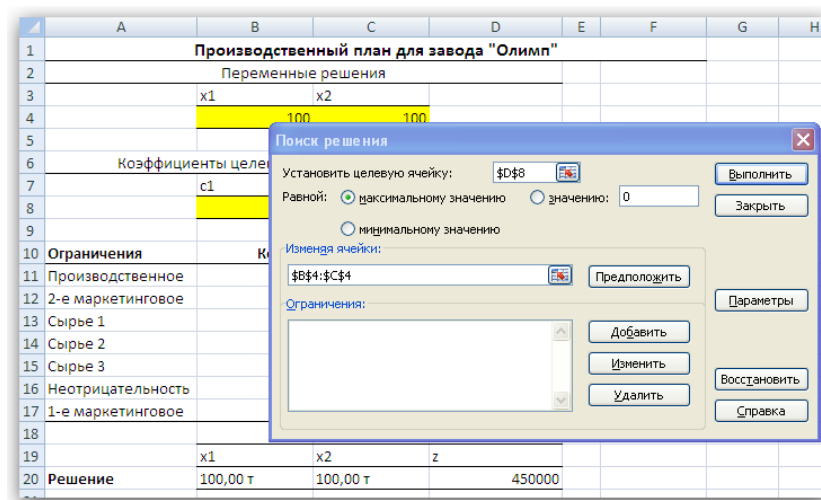 A B C D E F G H
1 Производственный план для завода "Олимп"
2 Переменные решения
3 x1 x2
4 100 100
5
6
7 c1
8
9
10 Ограничения
11 Производственное
12 2-е маркетинговое
13 Сырье 1
14 Сырье 2
15 Сырье 3
16 Неотрицательность
17 1-е маркетинговое
18
19 x1 x2 z
20 Решение 100,00 т 100,00 т 450000
Коэффициенты
Поиск решения
Установить целевую ячейку: $D$8
Равной: максимальному значению значению: 0
минимальному значению
Изменяя ячейки:
$B$4:$C$4
Предположить
Ограничения:
Добавить
Изменить
Удалить
Выполнить
Закрыть
Параметры
Восстановить
Справка